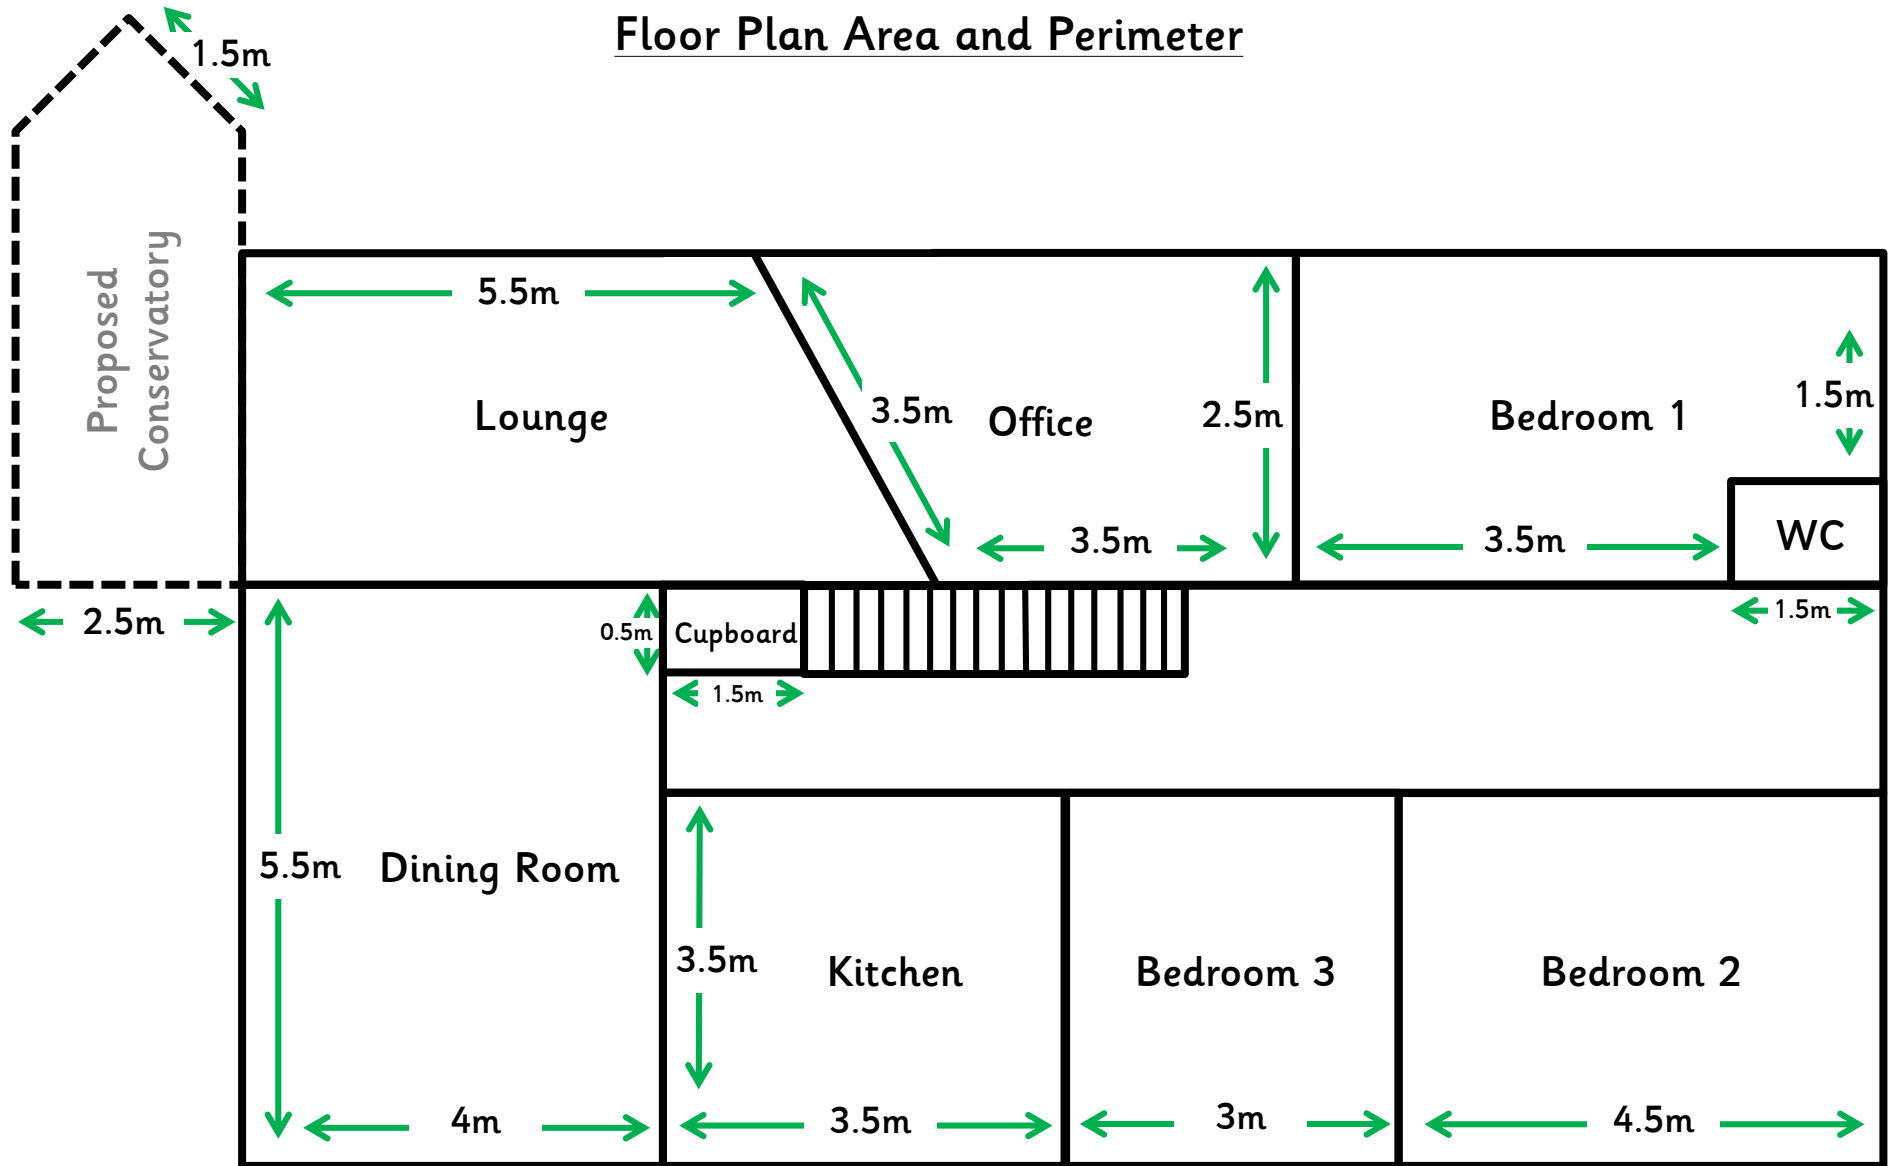 Floor Plan Area and Perimeter
1.5m
Proposed
Conservatory
2.5m
5.5m
Lounge
3.5m
Office
2.5m
3.5m
Bedroom 1
1.5m
3.5m
WC
1.5m
0.5m
Cupboard
1.5m
5.5m
Dining Room
4m
3.5m
Kitchen
3.5m
Bedroom 3
3m
Bedroom 2
4.5m